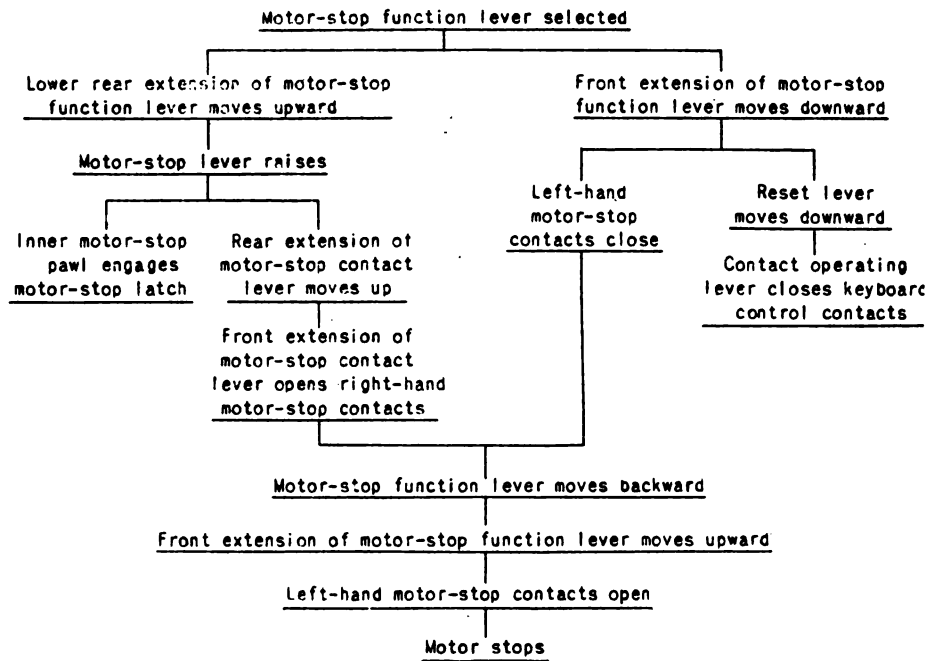 Motor-stop function lever selected
Lower rear extension of motor-stop
function lever moves upward
Front extension of motor-stop
function lever moves downward
Motor-stop lever raises
Left-hand
motor-stop
contacts close
Reset lever
moves downward
Inner motor-stop
pawl engages
motor-stop latch
Rear extension of
motor-stop contact
lever moves up
Contact operating
lever closes keyboard
control contacts
Front extension of
motor-stop contact
lever opens right-hand
motor-stop contacts
Motor-stop function lever moves backward
Front extension of motor-stop function lever moves upward
Left-hand motor-stop contacts open
Motor stops